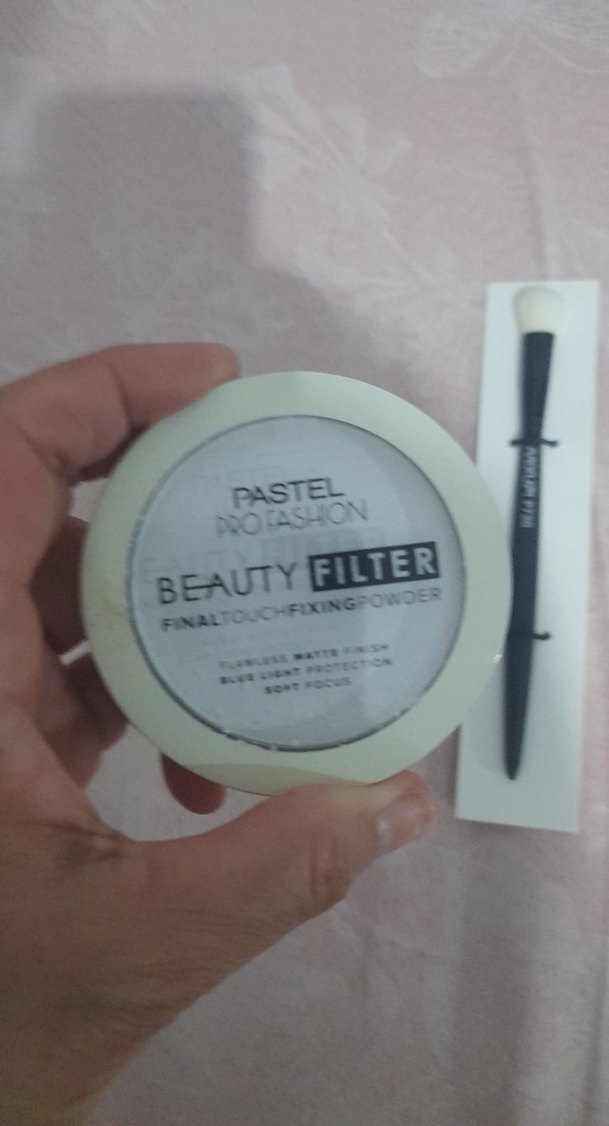 PASTEL
PROFASHION
BEAUTY FILTER
FINALTOUCHFIXINGPOWDER
FLAWLESS MATTE FINISH
BLUE LIGHT PROTECTION
SOFT FOCUS